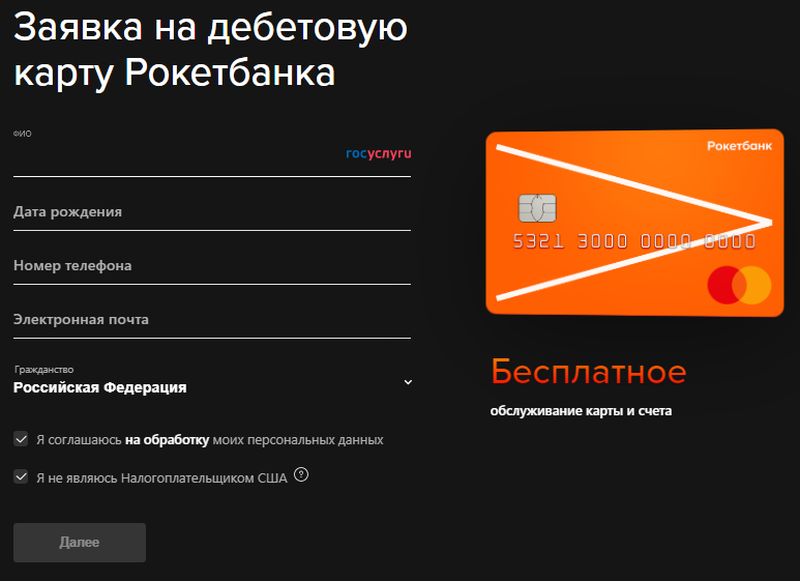 Заявка на дебетовую
карту Рокетбанка
ФИО
госуслуги
Дата рождения
Номер телефона
Электронная почта
Гражданство
Российская Федерация
Я соглашаюсь на обработку моих персональных данных
Я не являюсь Налогоплательщиком США ?
Далее
Рокетбанк
5321 3000 0000 0000
Бесплатное
обслуживание карты и счета